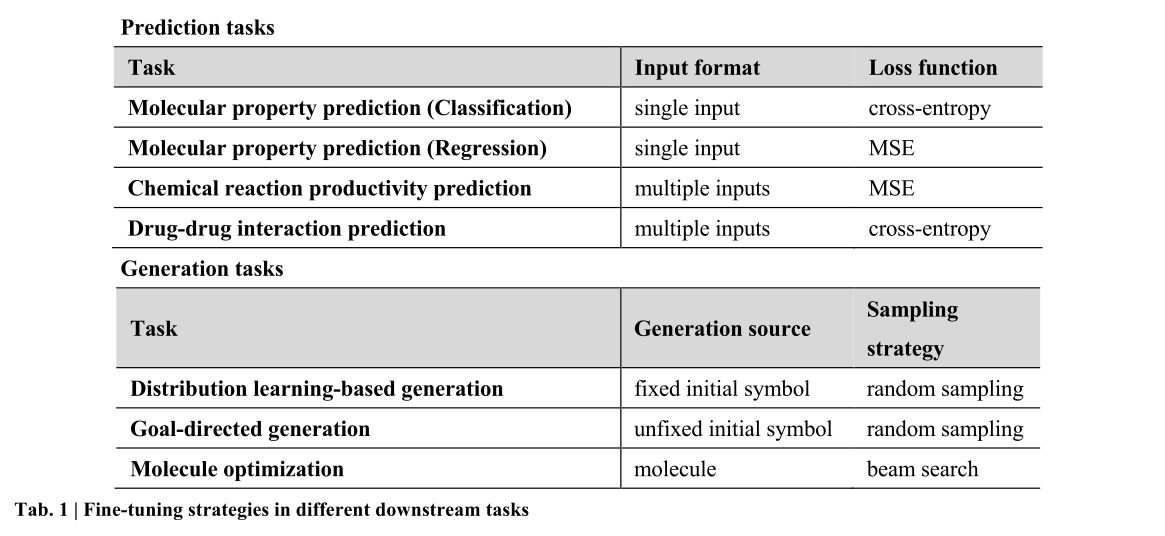 Prediction tasks
Task Input format Loss function
Molecular property prediction (Classification) single input cross-entropy
Molecular property prediction (Regression) single input MSE
Chemical reaction productivity prediction multiple inputs MSE
Drug-drug interaction prediction multiple inputs cross-entropy
Generation tasks
Task Generation source Sampling strategy
Distribution learning-based generation fixed initial symbol random sampling
Goal-directed generation unfixed initial symbol random sampling
Molecule optimization molecule beam search
Tab. 1 | Fine-tuning strategies in different downstream tasks